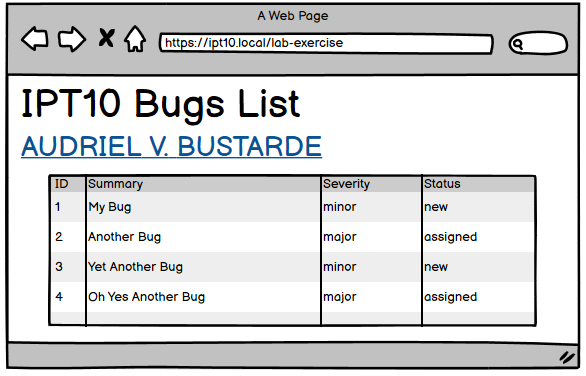 A Web Page
https://ipt10.local/lab-exercise
IPT10 Bugs List
AUDRIEL V. BUSTARDE
ID Summary Severity Status
1 My Bug minor new
2 Another Bug major assigned
3 Yet Another Bug minor new
4 Oh Yes Another Bug major assigned